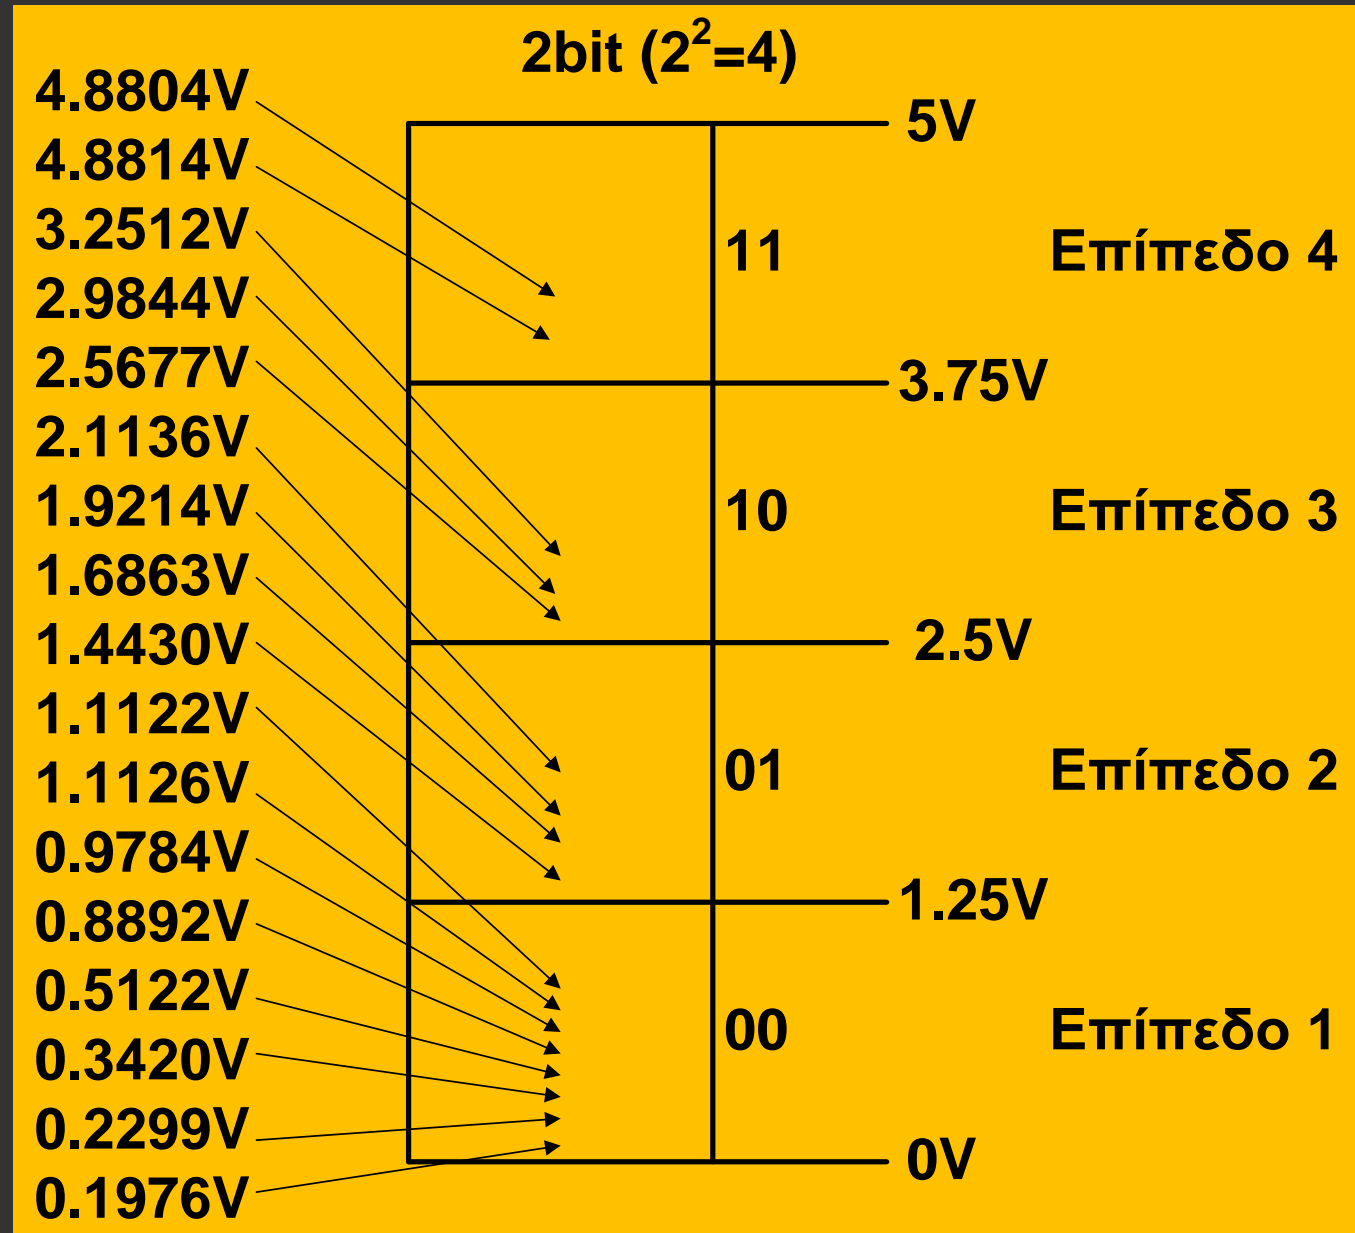 2bit (2²=4)
4.8804V
4.8814V
3.2512V
2.9844V
2.5677V
2.1136V
1.9214V
1.6863V
1.4430V
1.1122V
1.1126V
0.9784V
0.8892V
0.5122V
0.3420V
0.2299V
0.1976V
5V
11 Επίπεδο 4
3.75V
10 Επίπεδο 3
2.5V
01 Επίπεδο 2
1.25V
00 Επίπεδο 1
0V